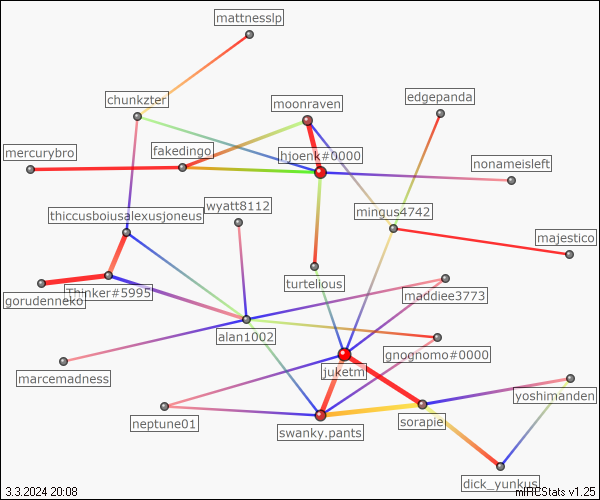 mattnesslp
chunkzter
moonraven
edgepanda
mercurybro
fakedingo
hjoenk#0000
nonameisleft
thiccusboiusalexusjoneus
wyatt8112
mingus4742
majestico
gorudenneko
Thinker#5995
turtelious
maddiee3773
alan1002
gnognomo#0000
marcemadness
juketm
yoshimanden
neptune01
swanky.pants
sorapie
dick_yunkus
3.3.2024 20:08
mIRCStats v1.25